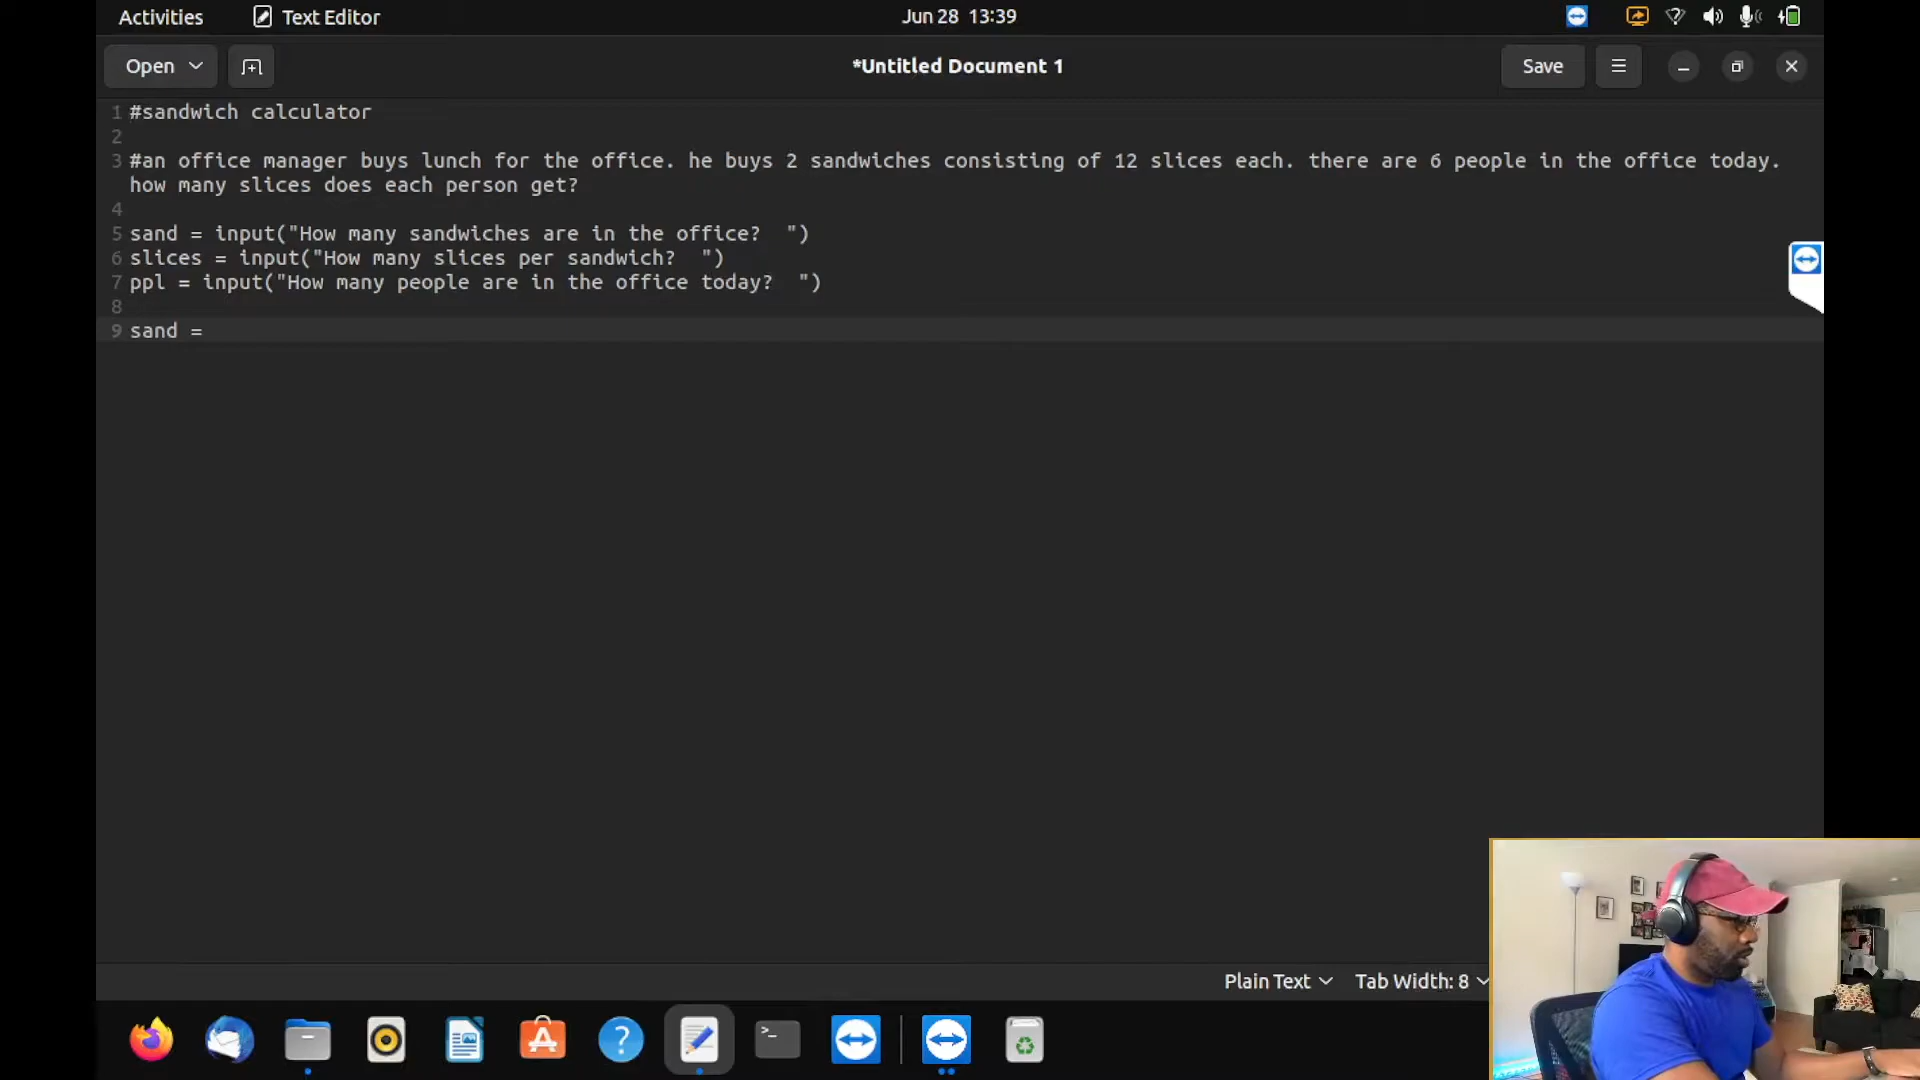 Activities
Text Editor
Jun 28 13:39
Open
*Untitled Document 1
Save
1 #sandwich calculator
2
3 #an office manager buys lunch for the office. he buys 2 sandwiches consisting of 12 slices each. there are 6 people in the office today.
how many slices does each person get?
4
5 sand = input("How many sandwiches are in the office?  ")
6 slices = input("How many slices per sandwich?  ")
7 ppl = input("How many people are in the office today?  ")
8
9 sand =
Plain Text
Tab Width: 8